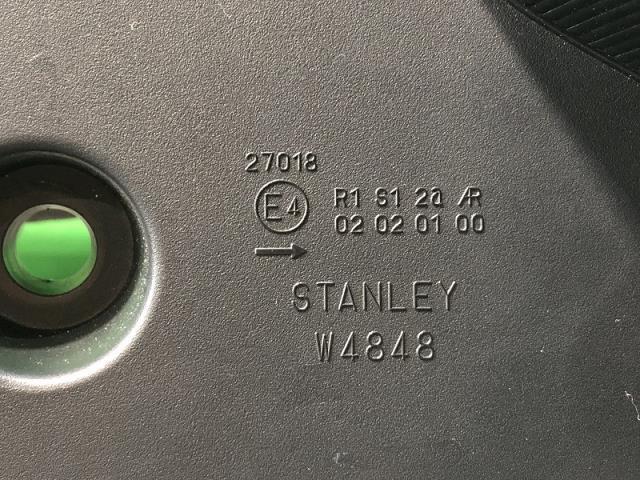 27018
E4 R1 S1 2a AR
02 02 01 00
→
STANLEY
W4848